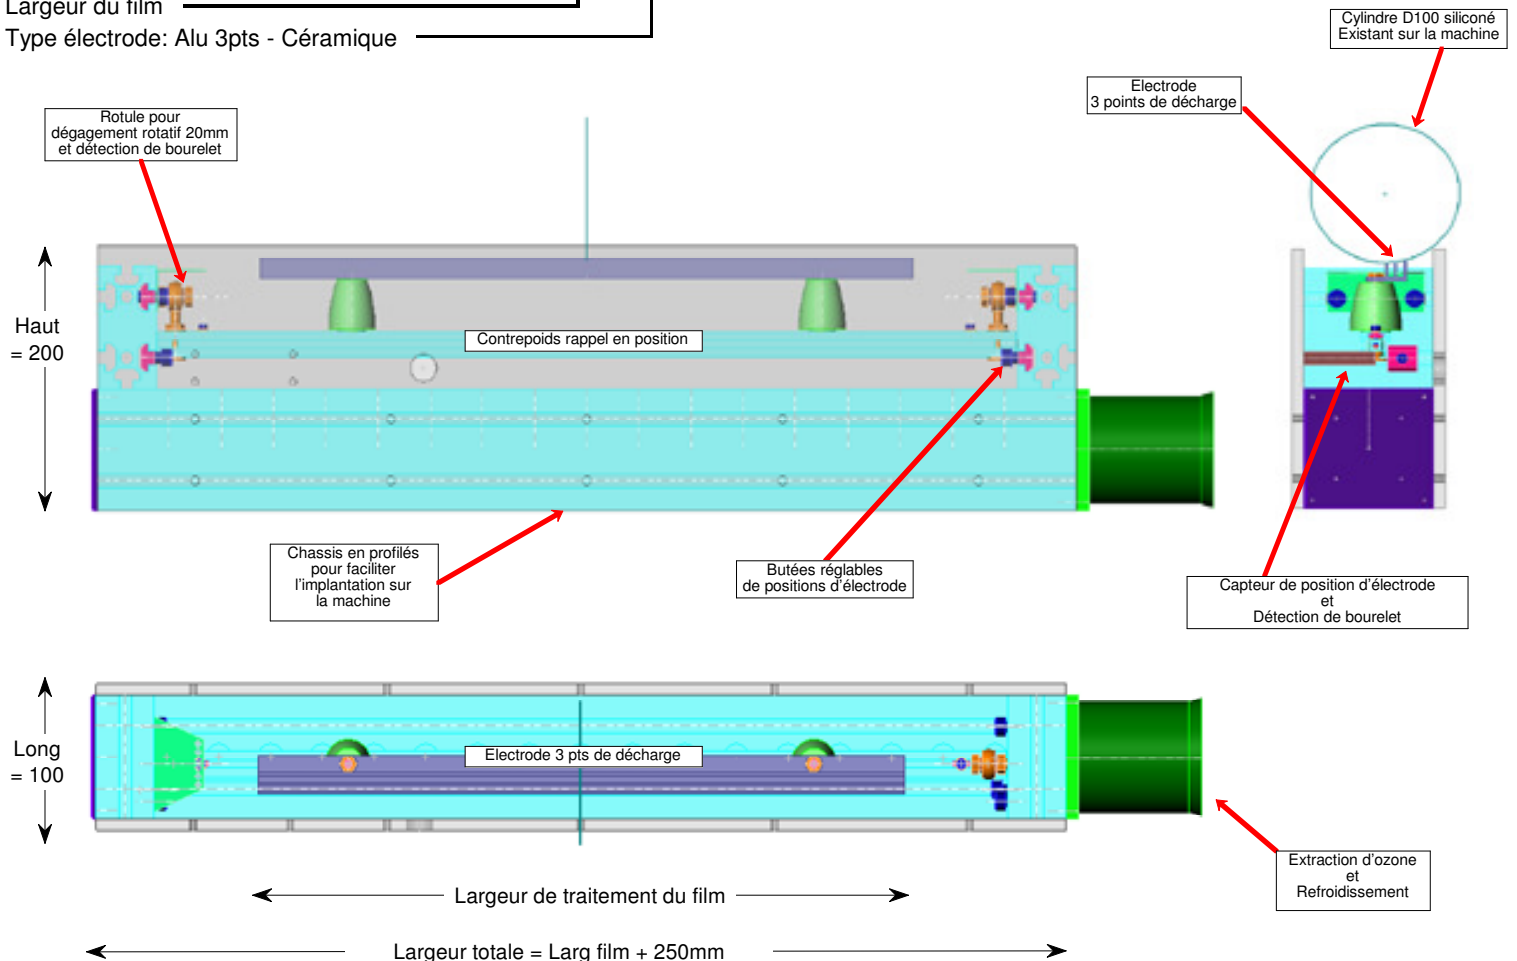 Largeur du film
Type électrode: Alu 3pts - Céramique
Cylindre D100 siliconé
Existant sur la machine
Electrode
3 points de décharge
Rotule pour
dégagement rotatif 20mm
et détection de bourelet
Haut
= 200
Contrepoids rappel en position
Chassis en profilés
pour faciliter
l'implantation sur
la machine
Butées réglables
de positions d'électrode
Capteur de position d'électrode
et
Détection de bourelet
Long
= 100
Electrode 3 pts de décharge
Extraction d'ozone
et
Refroidissement
Largeur de traitement du film
Largeur totale = Larg film + 250mm